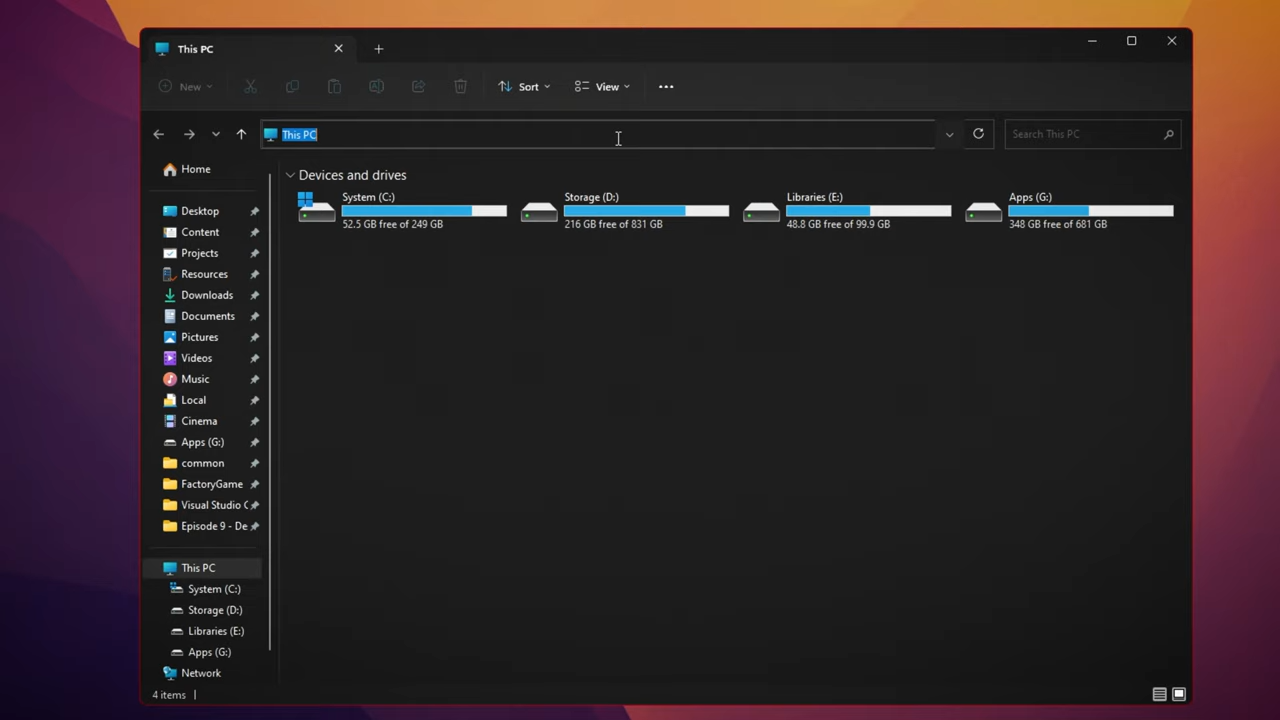 This PC
New
Sort
View
This PC
Search This PC
Home
Desktop
Content
Projects
Resources
Downloads
Documents
Pictures
Videos
Music
Local
Cinema
Apps (G:)
common
FactoryGame
Visual Studio C
Episode 9 - De
This PC
System (C:)
Storage (D:)
Libraries (E:)
Apps (G:)
Network
Devices and drives
System (C:)
52.5 GB free of 249 GB
Storage (D:)
216 GB free of 831 GB
Libraries (E:)
48.8 GB free of 99.9 GB
Apps (G:)
348 GB free of 681 GB
4 items